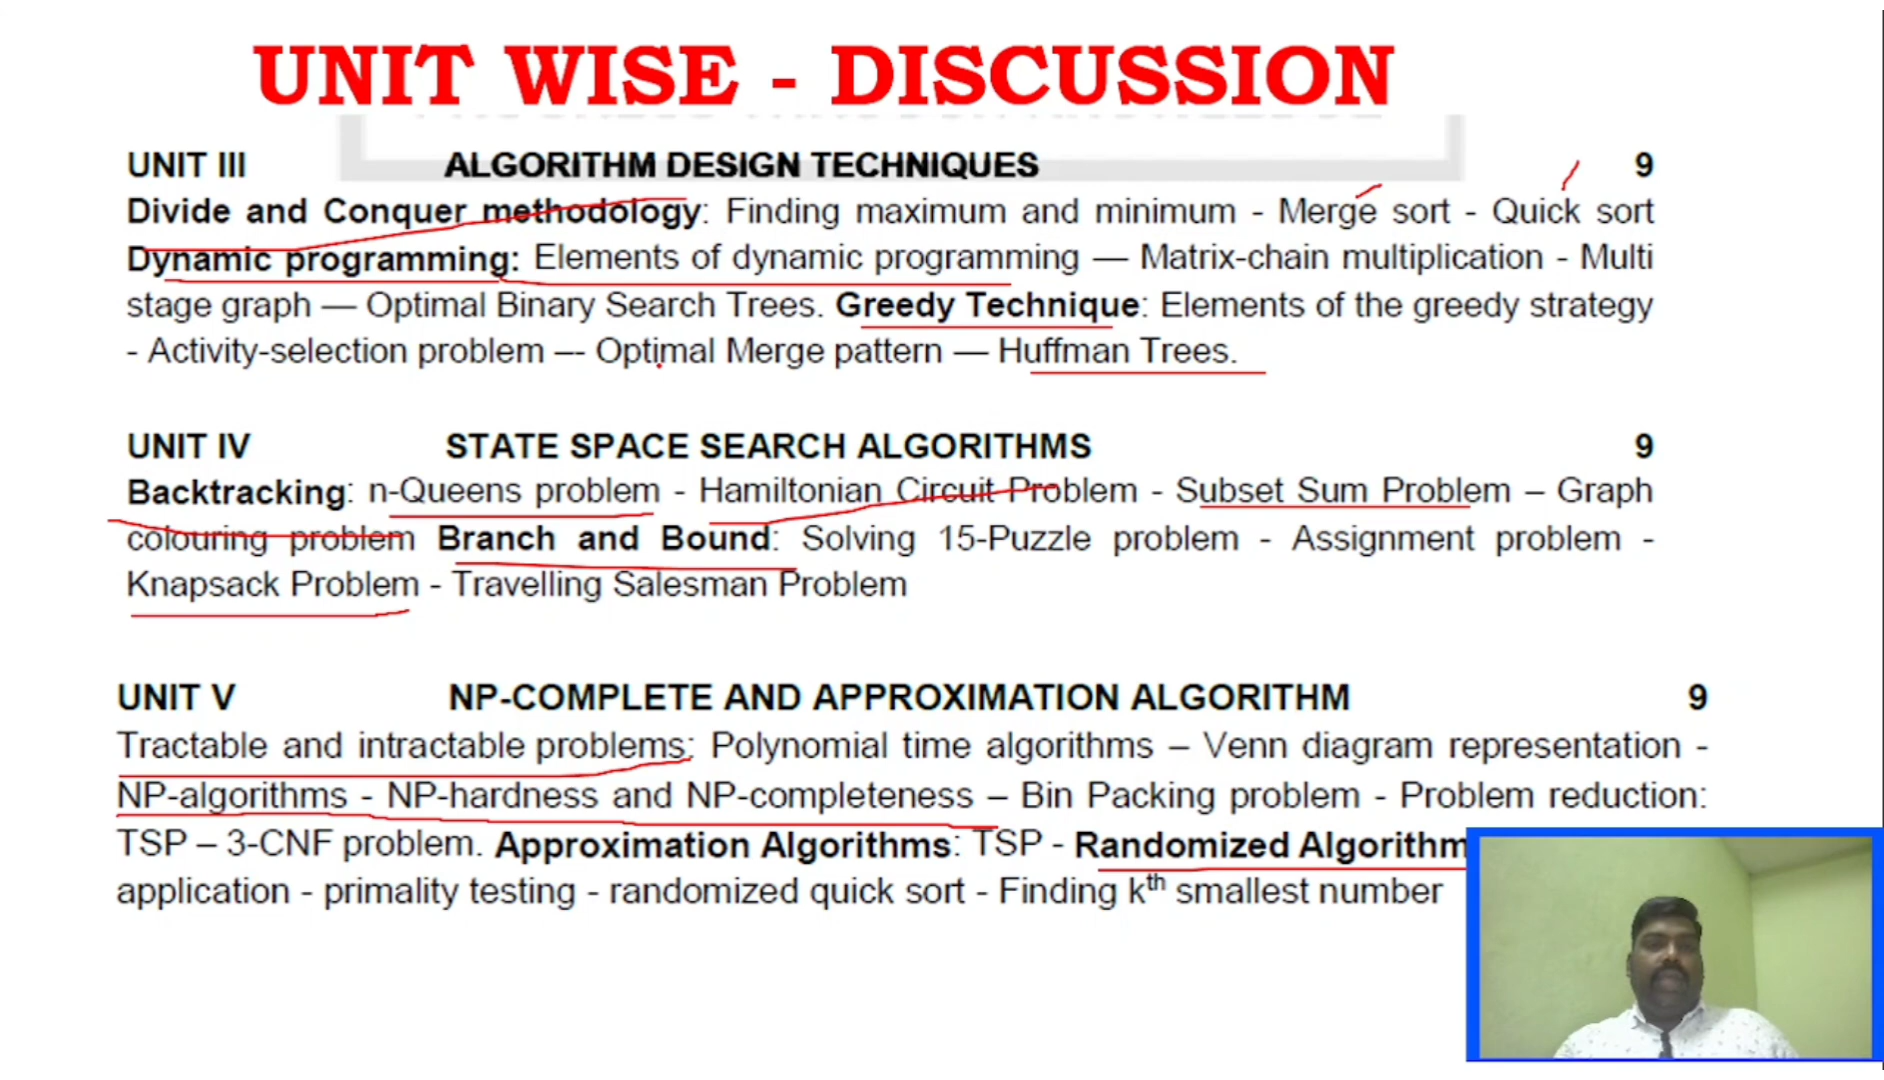 UNIT WISE - DISCUSSION
UNIT III ALGORITHM DESIGN TECHNIQUES 9
Divide and Conquer methodology: Finding maximum and minimum - Merge sort - Quick sort
Dynamic programming: Elements of dynamic programming — Matrix-chain multiplication - Multi
stage graph — Optimal Binary Search Trees. Greedy Technique: Elements of the greedy strategy
- Activity-selection problem –- Optimal Merge pattern — Huffman Trees.
UNIT IV STATE SPACE SEARCH ALGORITHMS 9
Backtracking: n-Queens problem - Hamiltonian Circuit Problem - Subset Sum Problem – Graph
colouring problem Branch and Bound: Solving 15-Puzzle problem - Assignment problem -
Knapsack Problem - Travelling Salesman Problem
UNIT V NP-COMPLETE AND APPROXIMATION ALGORITHM 9
Tractable and intractable problems: Polynomial time algorithms – Venn diagram representation -
NP-algorithms - NP-hardness and NP-completeness – Bin Packing problem - Problem reduction:
TSP – 3-CNF problem. Approximation Algorithms: TSP - Randomized Algorithm
application - primality testing - randomized quick sort - Finding kth smallest number